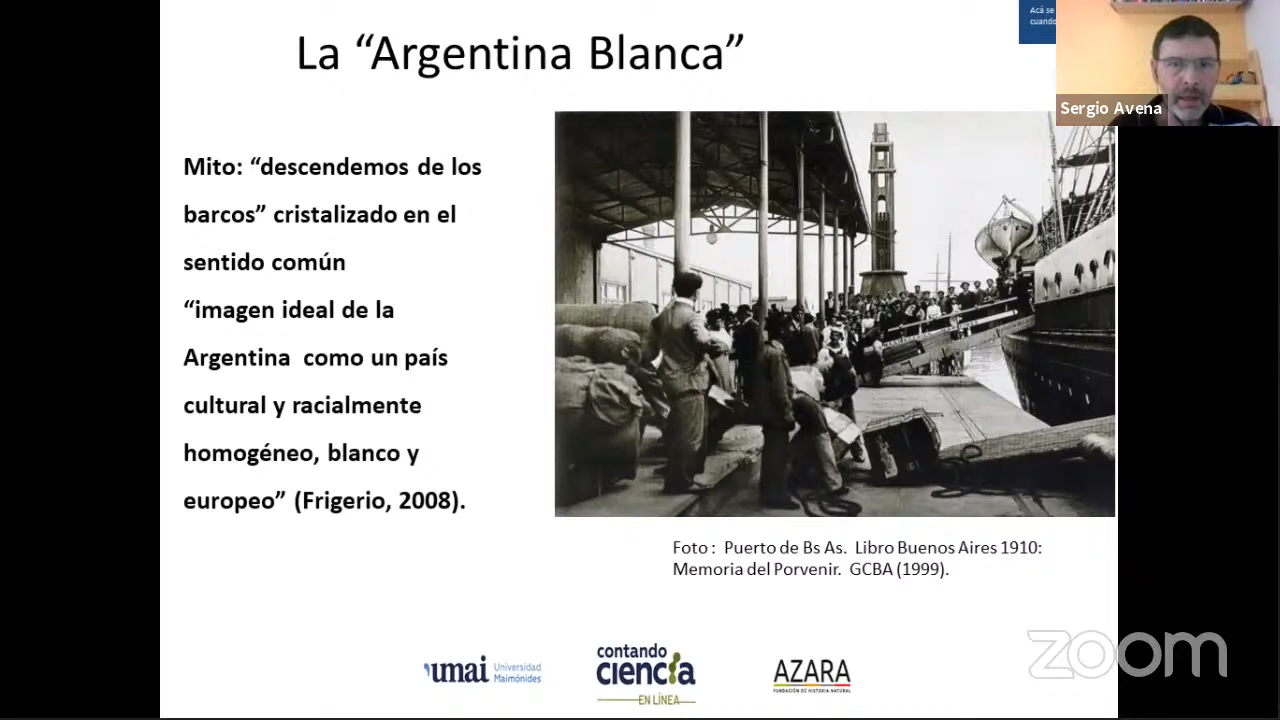 La “Argentina Blanca”
Acá se
cuando
Sergio Avena
Mito: “descendemos de los
barcos” cristalizado en el
sentido común
“imagen ideal de la
Argentina como un país
cultural y racialmente
homogéneo, blanco y
europeo” (Frigerio, 2008).
Foto : Puerto de Bs As. Libro Buenos Aires 1910:
Memoria del Porvenir. GCBA (1999).
umai Universidad
Maimónides
contando
ciencia
EN LÍNEA
AZARA
FUNDACIÓN DE HISTORIA NATURAL
zoom